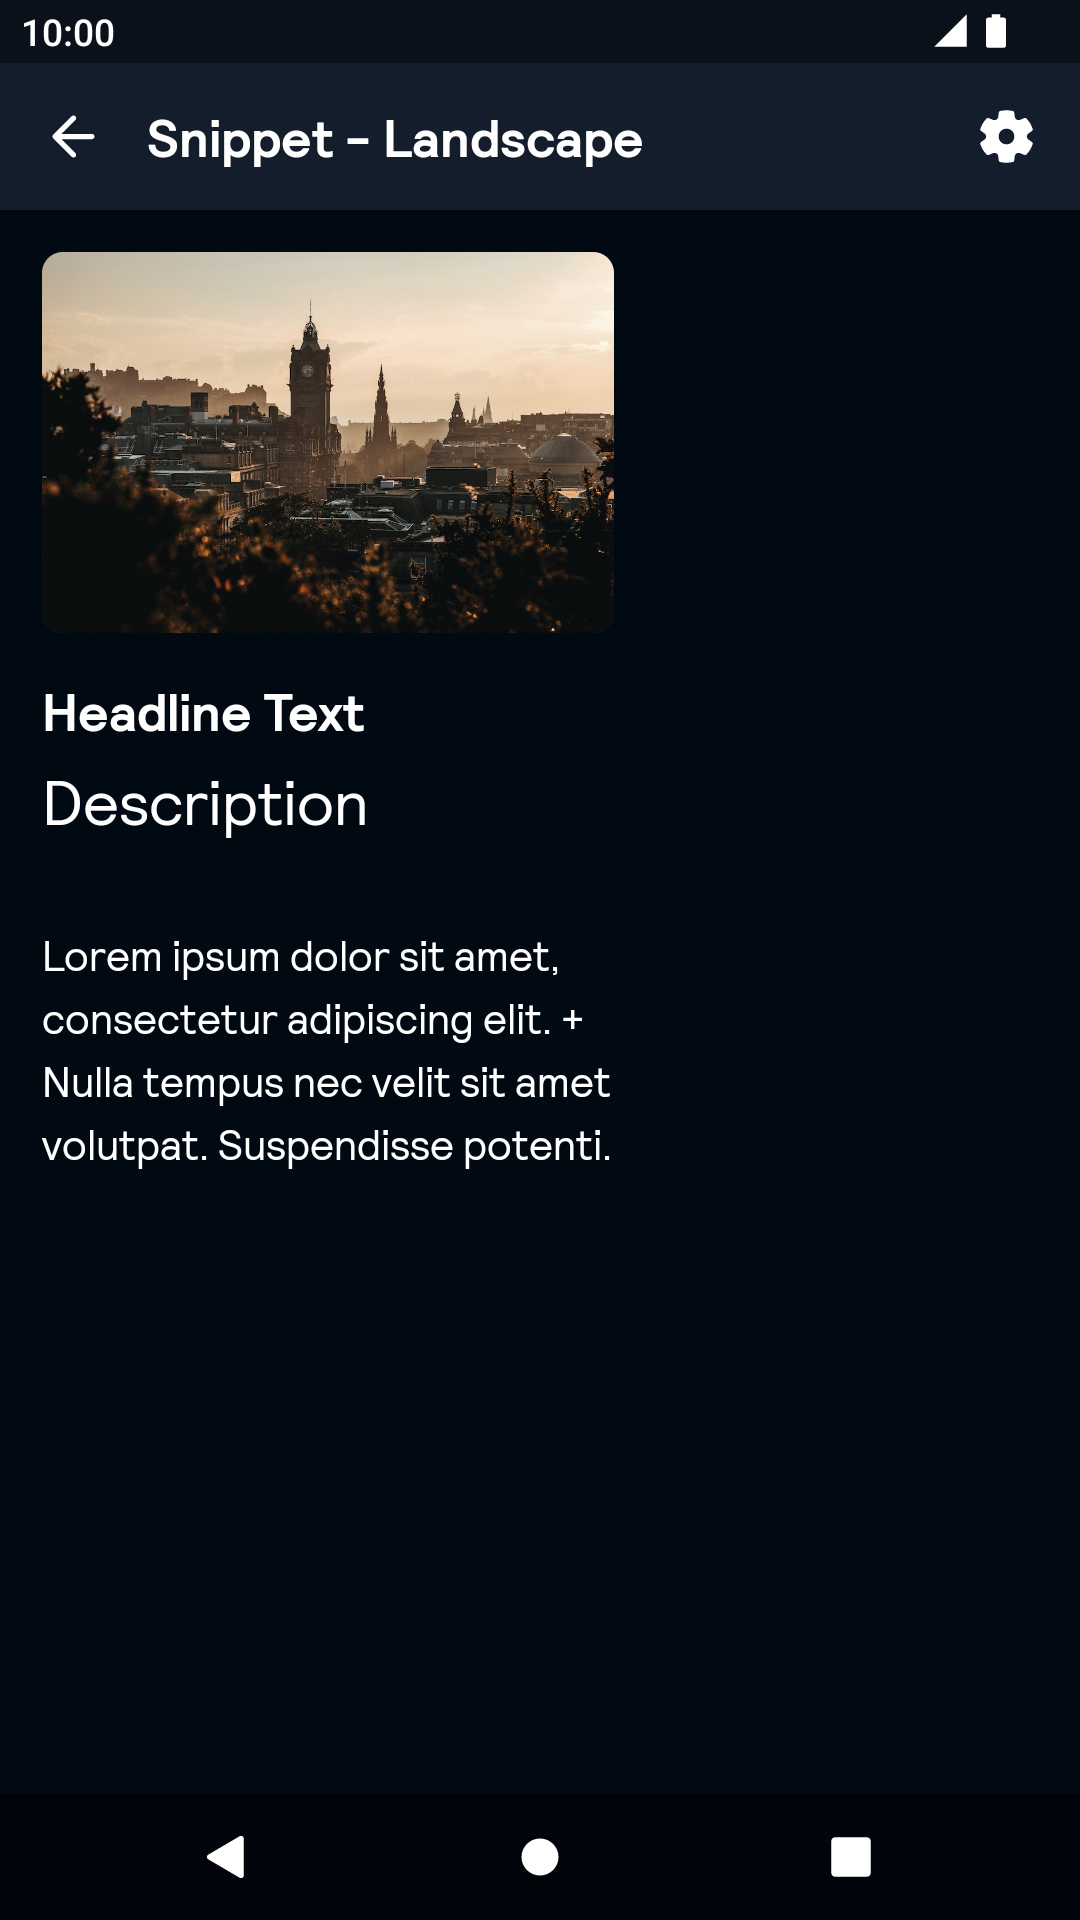 10:00
Snippet - Landscape
Headline Text
Description
Lorem ipsum dolor sit amet,
consectetur adipiscing elit. +
Nulla tempus nec velit sit amet
volutpat. Suspendisse potenti.